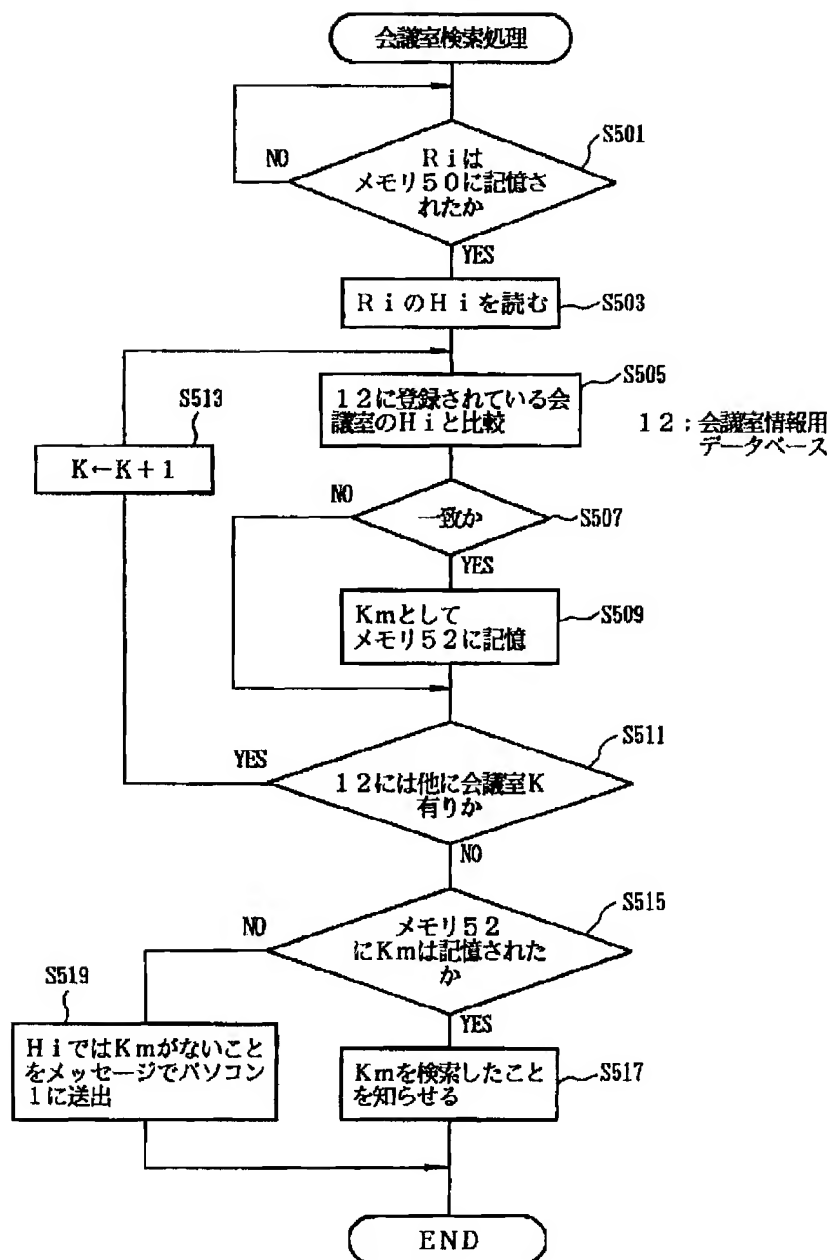 会議室検索処理
S501
NO
Riは
メモリ50に記憶さ
れたか
YES
RiのHiを読む
S503
S505
12に登録されている会
議室のHiと比較
12:会議室情報用
データベース
S513
K←K+1
NO
一致か
S507
YES
Kmとして
メモリ52に記憶
S509
S511
YES
12には他に会議室K
有りか
NO
S515
NO
メモリ52
にKmは記憶された
か
S519
YES
HiではKmがないこと
をメッセージでパソコン
1に送出
Kmを検索したこと
を知らせる
S517
END